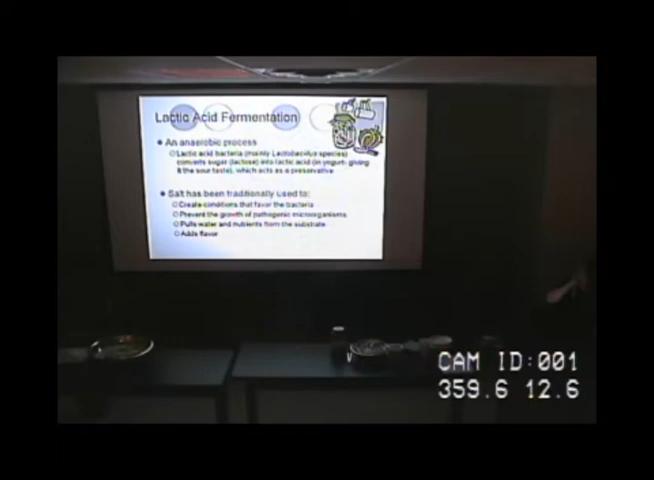 Lactic Acid Fermentation
An anaerobic process
Lactic acid bacteria (mainly Lactobacillus species)
converts sugar (lactose) into lactic acid (in yogurt- giving
it the sour taste), which acts as a preservative
Salt has been traditionally used to:
Create conditions that favor the bacteria
Prevent the growth of pathogenic microorganisms
Pulls water and nutrients from the substrate
Adds flavor
CAM ID:001
359.6 12.6